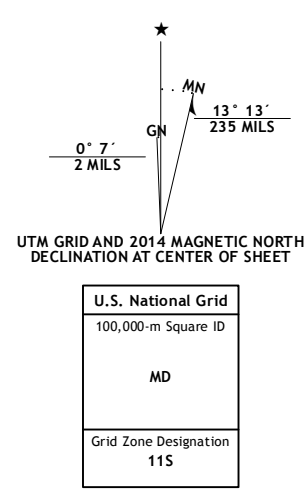 ★
MN
GN
13° 13´
235 MILS
0° 7´
2 MILS
UTM GRID AND 2014 MAGNETIC NORTH
DECLINATION AT CENTER OF SHEET
U.S. National Grid
100,000-m Square ID
MD
Grid Zone Designation
11S